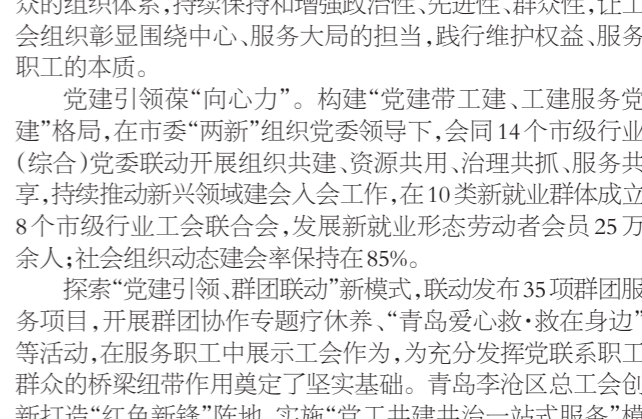 众的组织体系,持续保持和增强政治性、先进性、群众性,让工
会组织彰显围绕中心、服务大局的担当,践行维护权益、服务
职工的本质。
党建引领葆“向心力”。构建“党建带工建、工建服务党
建”格局,在市委“两新”组织党委领导下,会同14个市级行业
(综合)党委联动开展组织共建、资源共用、治理共抓、服务共
享,持续推动新兴领域建会入会工作,在10类新就业群体成立
8个市级行业工会联合会,发展新就业形态劳动者会员25万
余人;社会组织动态建会率保持在85%。
探索“党建引领、群团联动”新模式,联动发布35项群团服
务项目,开展群团协作专题疗休养、“青岛爱心救·救在身边”
等活动,在服务职工中展示工会作为,为充分发挥党联系职工
群众的桥梁纽带作用奠定了坚实基础。青岛李沧区总工会创
新打造“红色新锋”阵地,实施“党工共建共治一站式服务”模